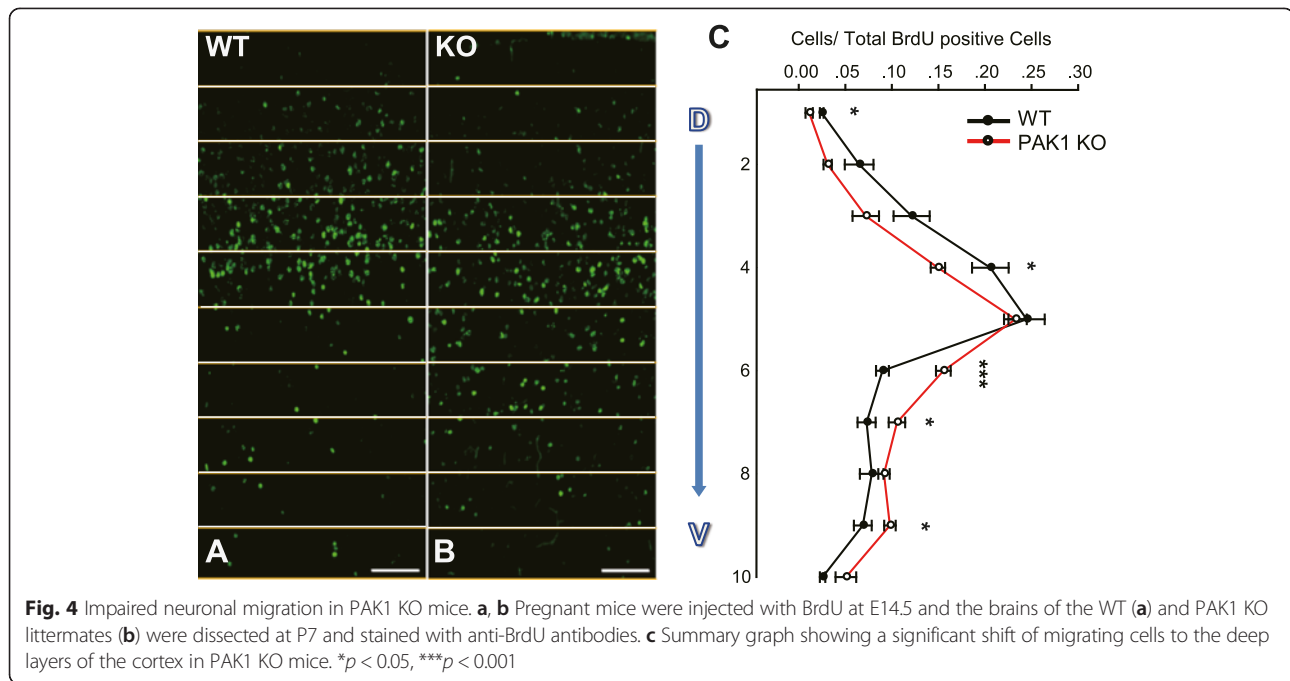 WT
KO
C
Cells/ Total BrdU positive Cells
0.00 .05 .10 .15 .20 .25 .30
D
*
WT
PAK1 KO
2
4
*
6
***
*
8
V
*
10
A
B
Fig. 4 Impaired neuronal migration in PAK1 KO mice. a, b Pregnant mice were injected with BrdU at E14.5 and the brains of the WT (a) and PAK1 KO
littermates (b) were dissected at P7 and stained with anti-BrdU antibodies. c Summary graph showing a significant shift of migrating cells to the deep
layers of the cortex in PAK1 KO mice. *p < 0.05, ***p < 0.001